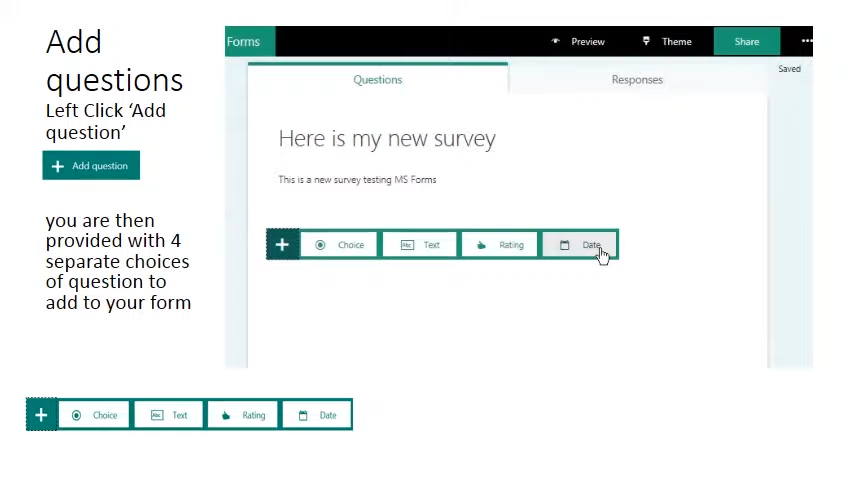 Add
questions
Left Click ‘Add
question’
Add question
you are then
provided with 4
separate choices
of question to
add to your form
Forms
Preview
Theme
Share
Saved
Questions
Responses
Here is my new survey
This is a new survey testing MS Forms
Choice
Abc Text
Rating
Date
Choice
Abc Text
Rating
Date